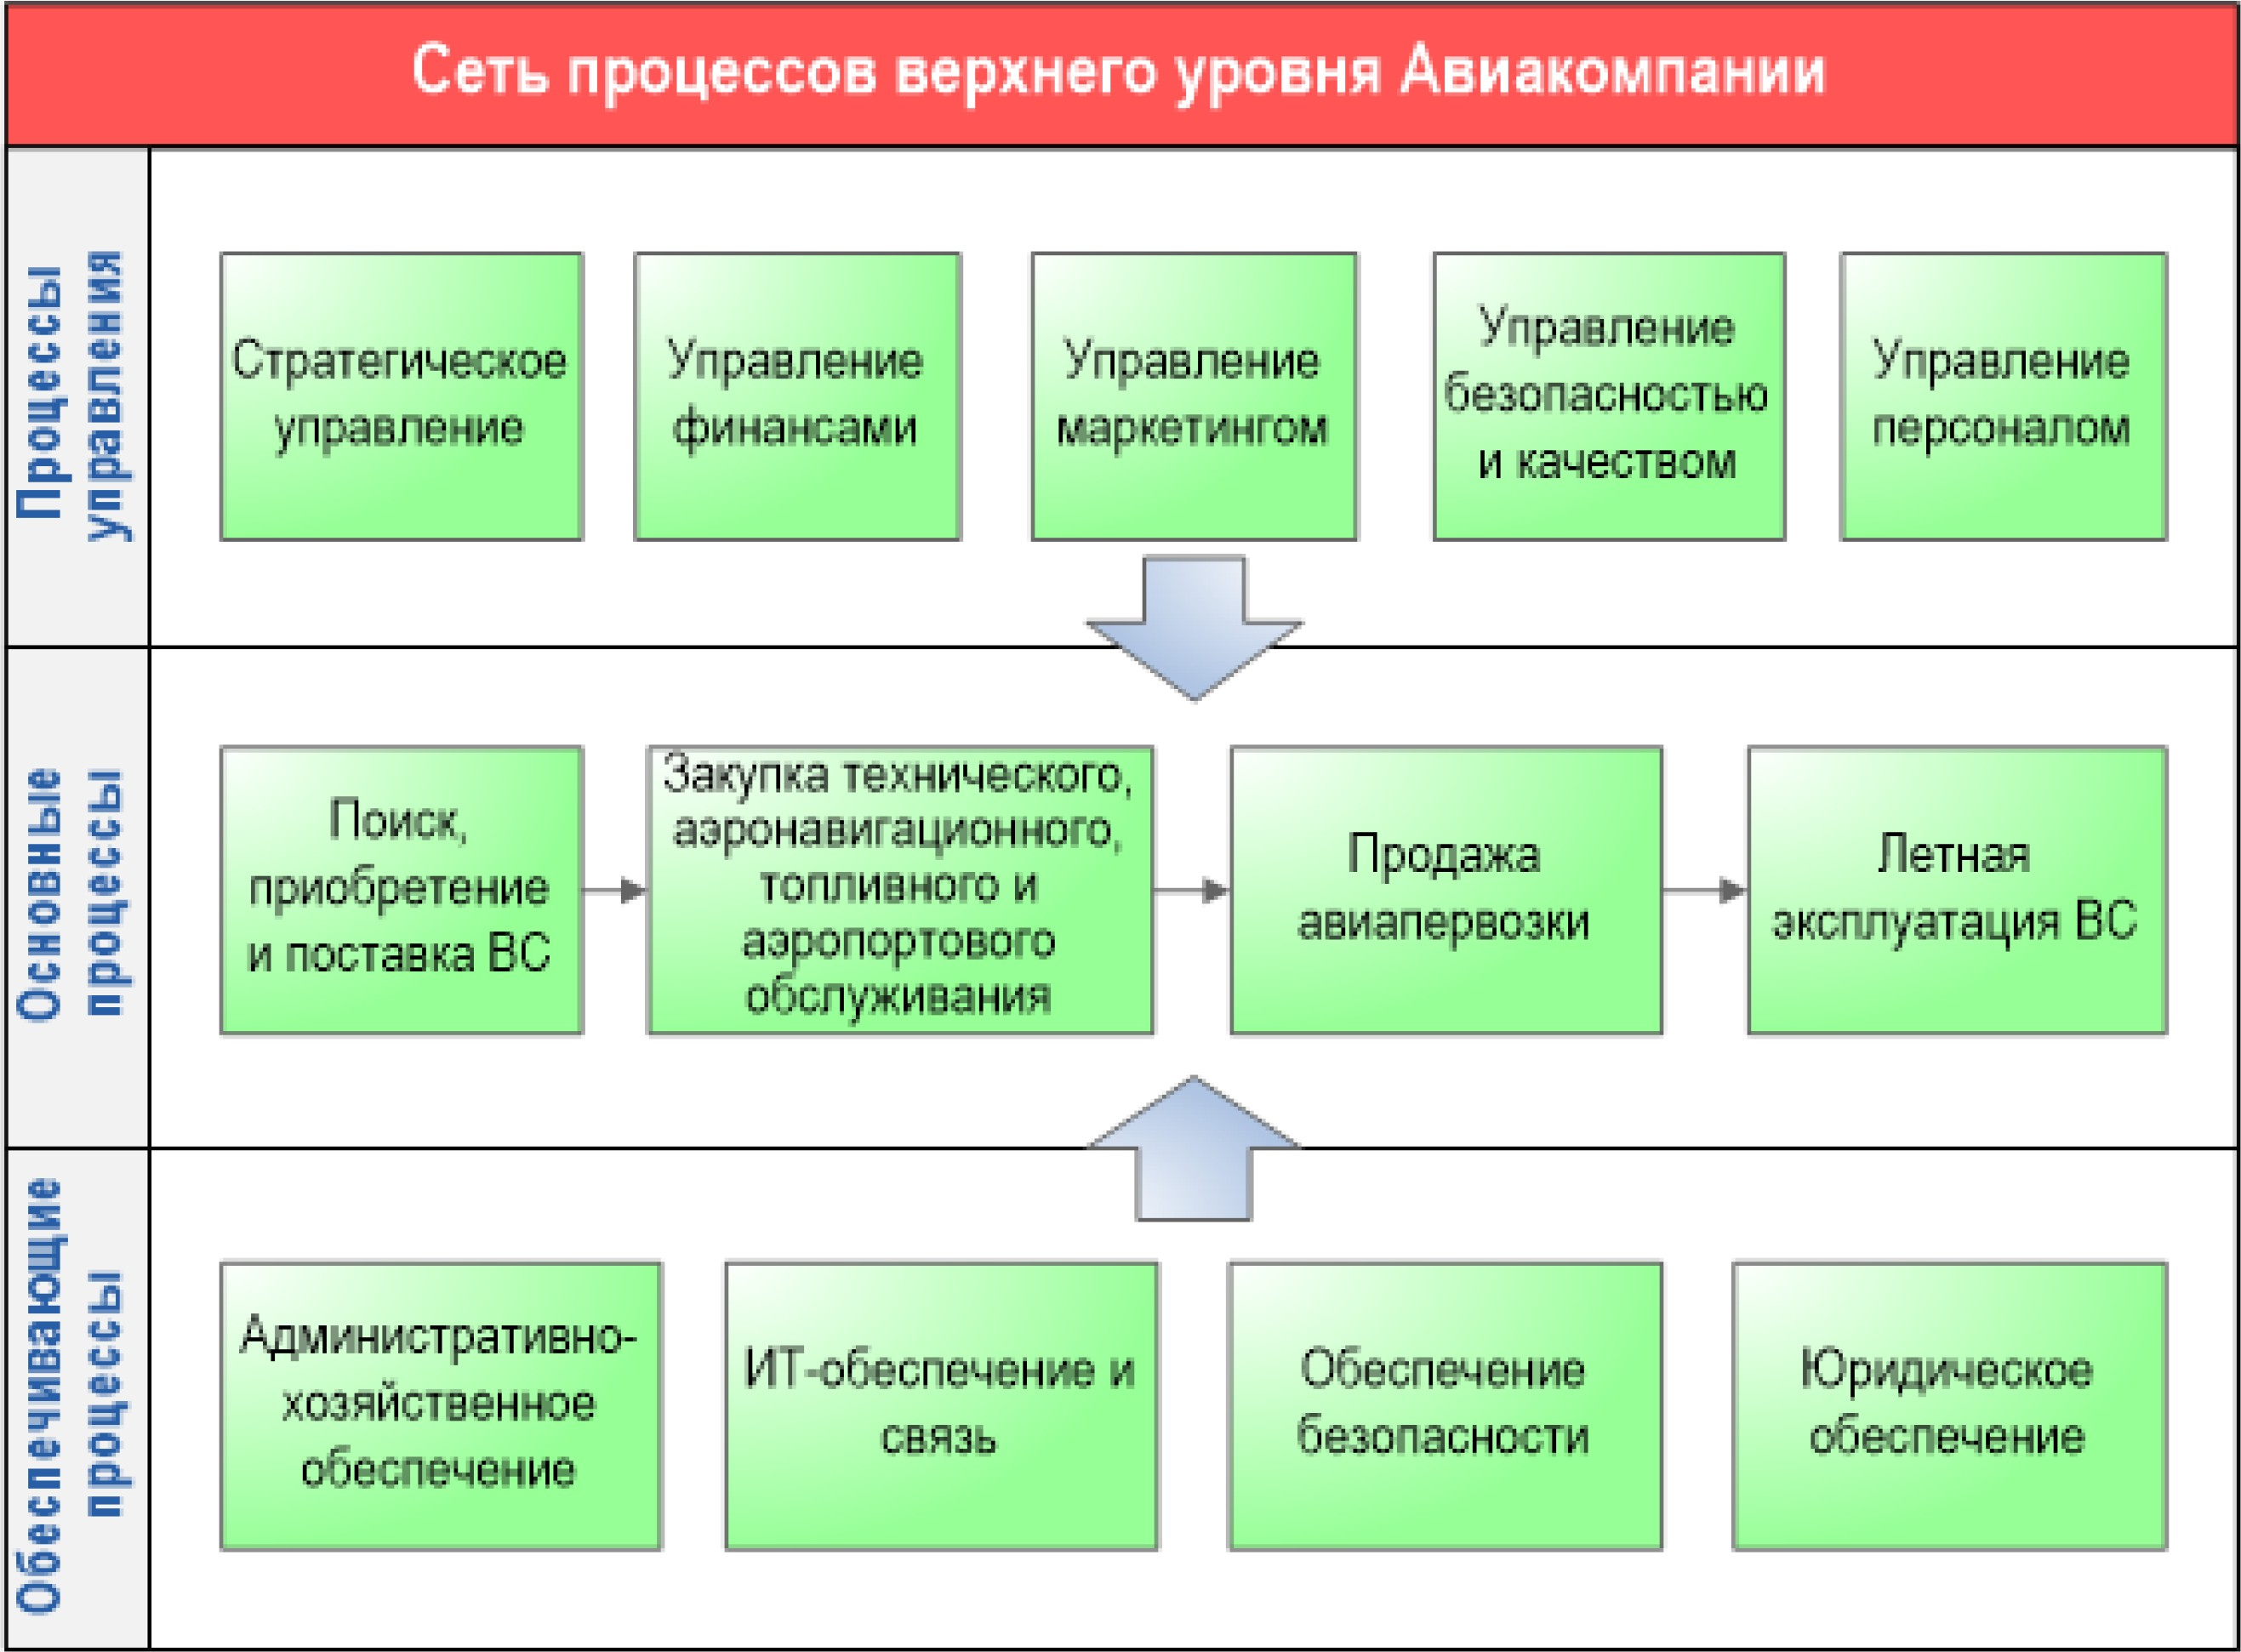 Сеть процессов верхнего уровня Авиакомпании
Процессы
управления
Стратегическое
управление
Управление
финансами
Управление
маркетингом
Управление
безопасностью
и качеством
Управление
персоналом
Основные
процессы
Поиск,
приобретение
и поставка ВС
Закупка технического,
аэронавигационного,
топливного и
аэропортового
обслуживания
Продажа
авиапервозки
Летная
эксплуатация ВС
Обеспечивающие
процессы
Административно-
хозяйственное
обеспечение
ИТ-обеспечение и
связь
Обеспечение
безопасности
Юридическое
обеспечение